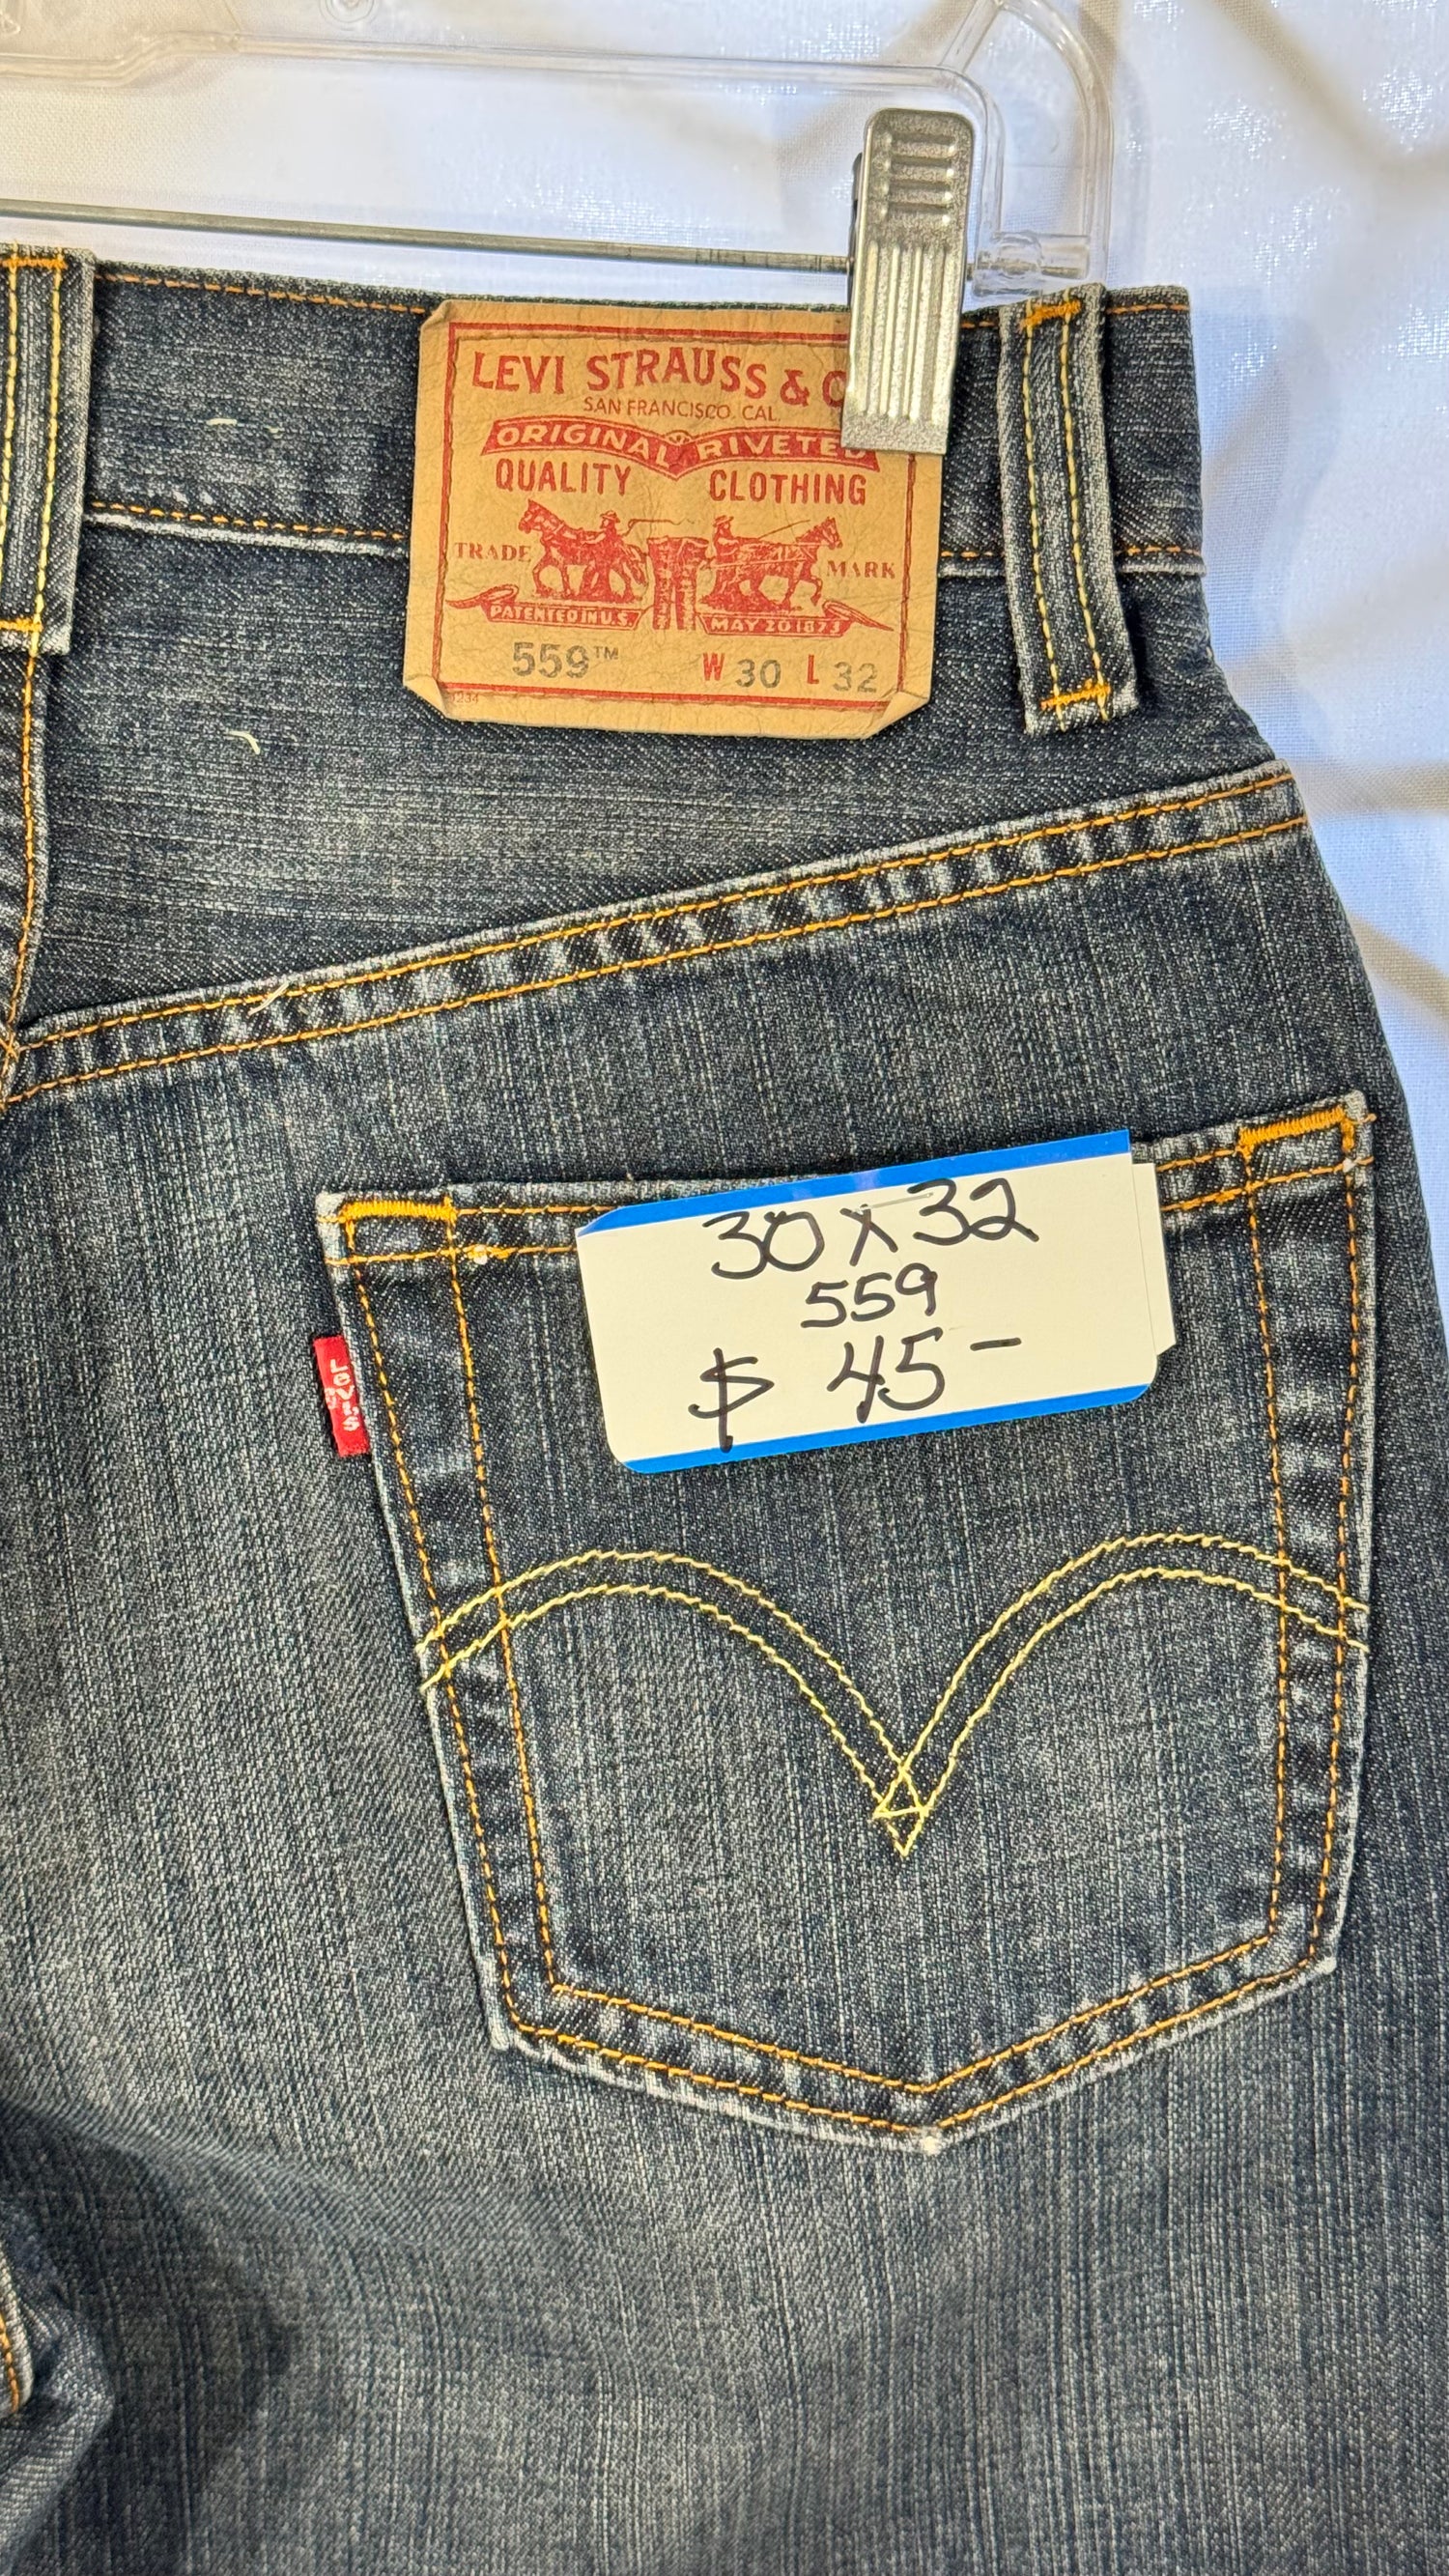 LEVI STRAUSS & C
SAN FRANCISCO, CAL
ORIGINAL RIVETED
QUALITY CLOTHING
TRADE MARK
PATENTED IN U.S. MAY 20 1873
559™ W 30 L 32
30 x 32
559
$ 45-
Levi's